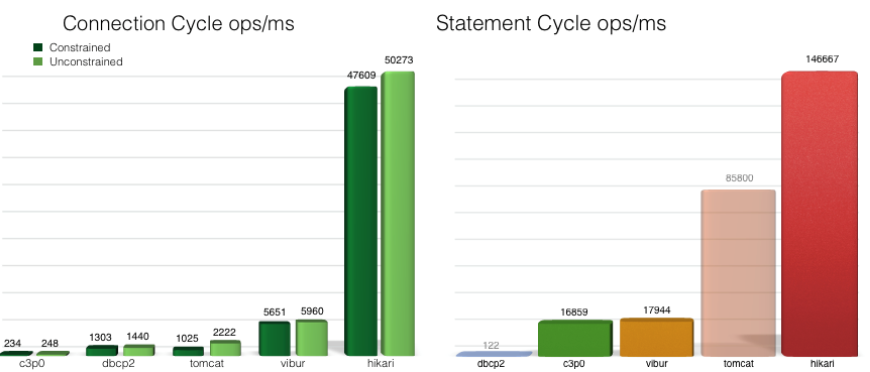 Connection Cycle ops/ms
Constrained
Unconstrained
234 248 1303 1440 1025 2222 5651 5960 47609 50273
c3p0 dbcp2 tomcat vibur hikari
Statement Cycle ops/ms
122 16859 17944 85800 146667
dbcp2 c3p0 vibur tomcat hikari